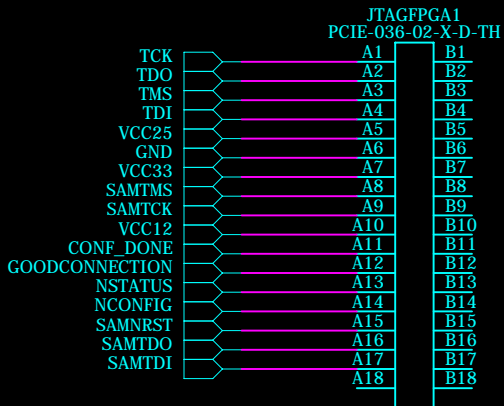 JTAGFPGA1
PCIE-036-02-X-D-TH
TCK A1 B1
TDO A2 B2
TMS A3 B3
TDI A4 B4
VCC25 A5 B5
GND A6 B6
VCC33 A7 B7
SAMTMS A8 B8
SAMTCK A9 B9
VCC12 A10 B10
CONF_DONE A11 B11
GOODCONNECTION A12 B12
NSTATUS A13 B13
NCONFIG A14 B14
SAMNRST A15 B15
SAMTDO A16 B16
SAMTDI A17 B17
A18 B18